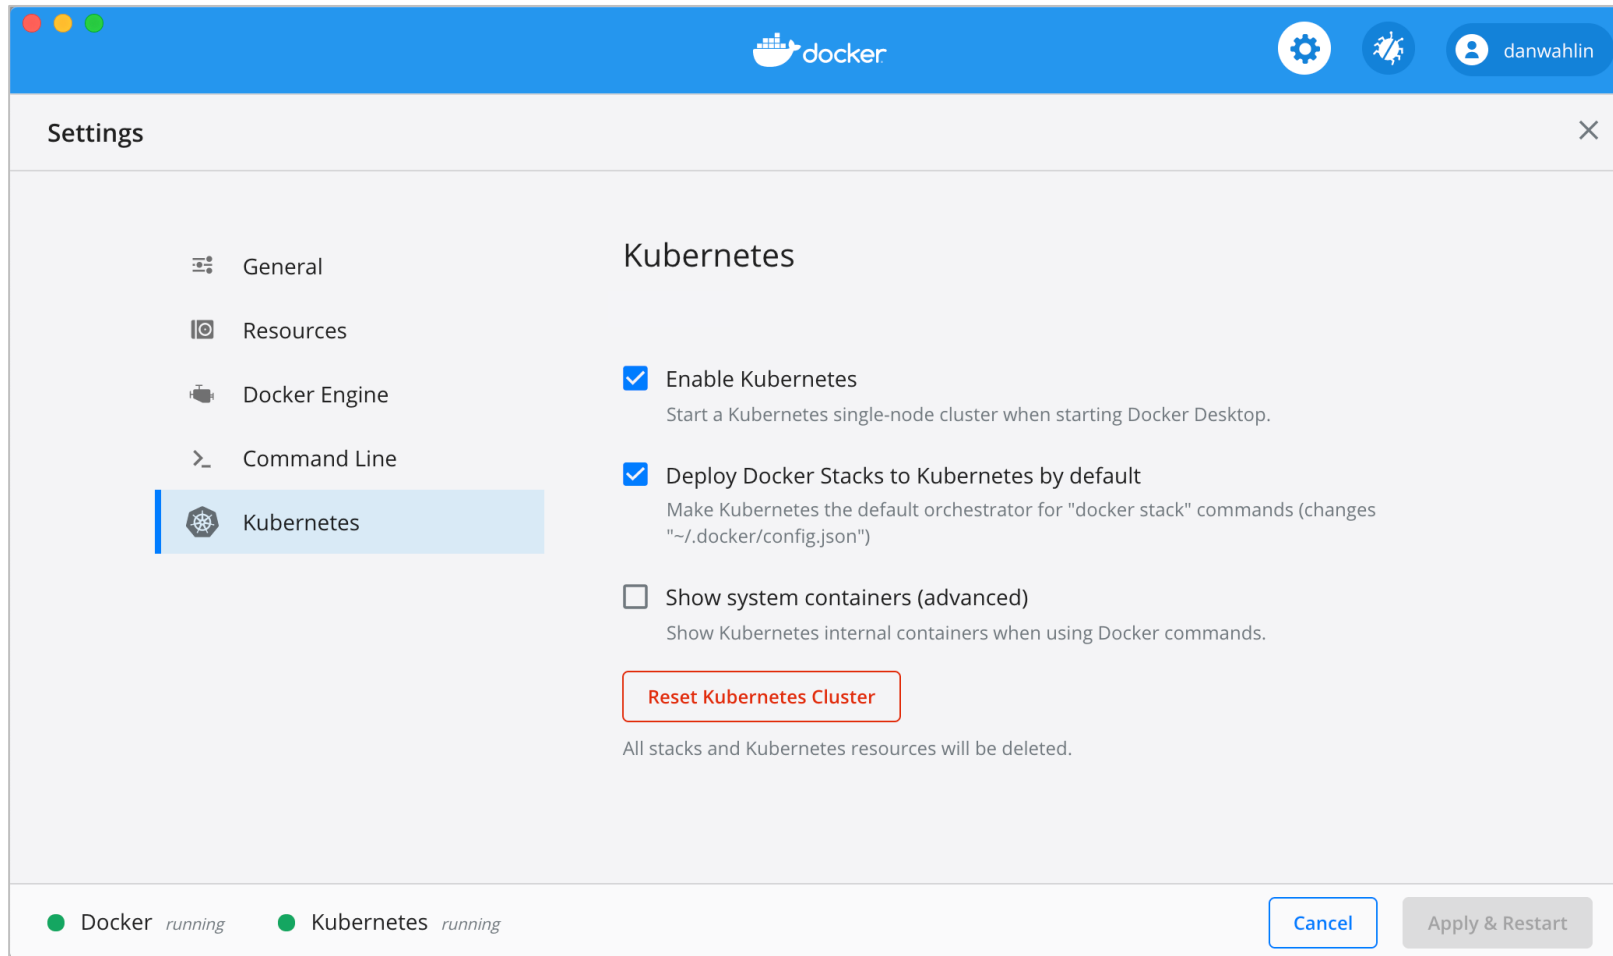 docker
danwahlin
Settings
General
Resources
Docker Engine
Command Line
Kubernetes
Kubernetes
Enable Kubernetes
Start a Kubernetes single-node cluster when starting Docker Desktop.
Deploy Docker Stacks to Kubernetes by default
Make Kubernetes the default orchestrator for "docker stack" commands (changes
"~/.docker/config.json")
Show system containers (advanced)
Show Kubernetes internal containers when using Docker commands.
Reset Kubernetes Cluster
All stacks and Kubernetes resources will be deleted.
Docker running
Kubernetes running
Cancel
Apply & Restart